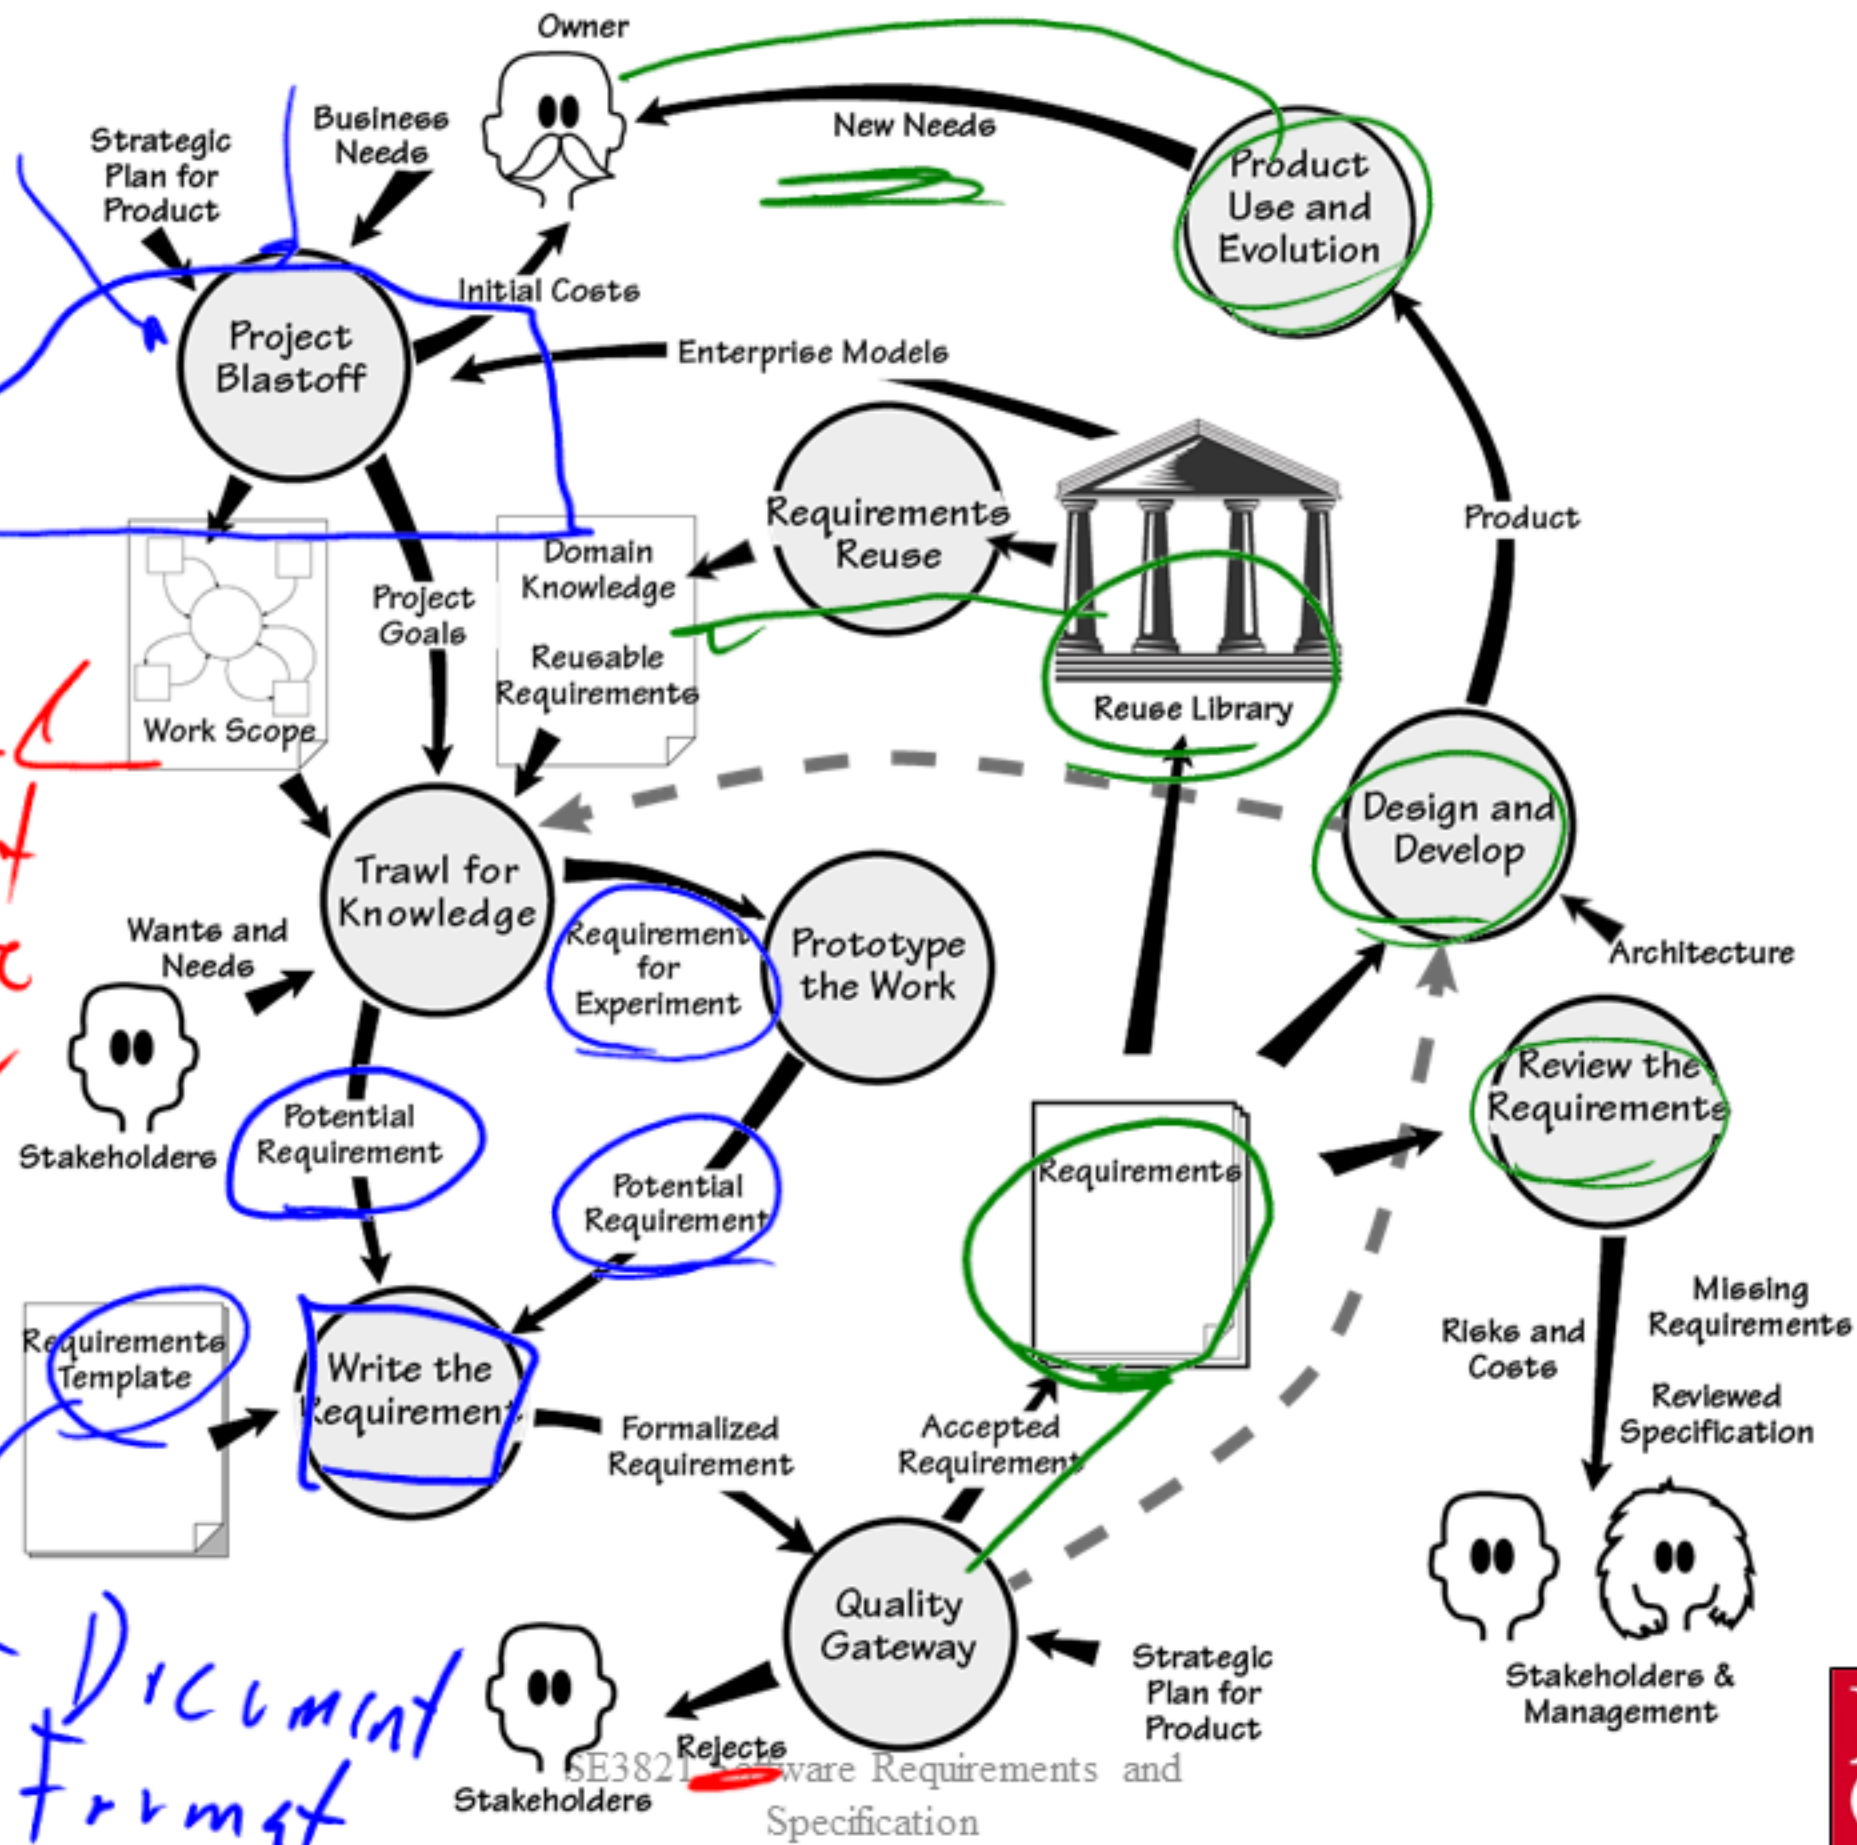 Owner
Business
Needs
Strategic
Plan for
Product
New Needs
Product
Use and
Evolution
Initial Costs
Project
Blastoff
Enterprise Models
Requirements
Reuse
Product
Domain
Knowledge
Project
Goals
Reusable
Requirements
Work Scope
Reuse Library
Design and
Develop
Trawl for
Knowledge
Wants and
Needs
Requirement
for
Experiment
Prototype
the Work
Architecture
Review the
Requirements
Stakeholders
Potential
Requirement
Potential
Requirement
Requirements
Requirements
Template
Write the
Requirement
Risks and
Costs
Missing
Requirements
Reviewed
Specification
Formalized
Requirement
Accepted
Requirement
Quality
Gateway
Strategic
Plan for
Product
Stakeholders &
Management
Document
Format
Rejects
Stakeholders
SE3821 Software Requirements and
Specification